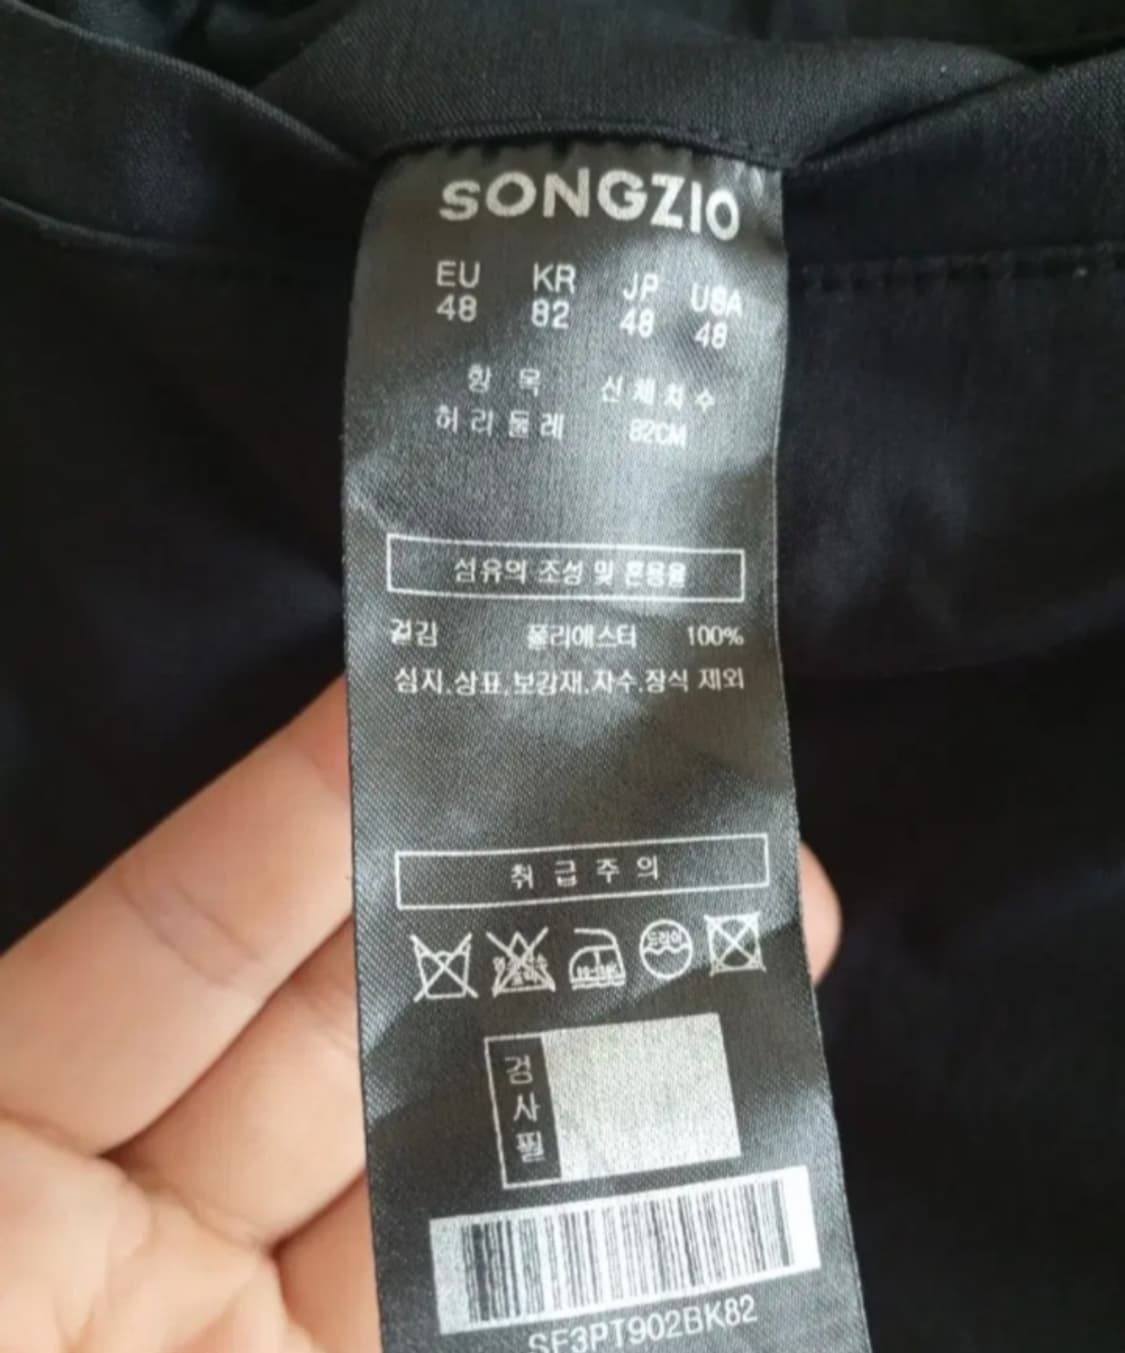 SONGZIO
EU KR JP USA
48 82 48 48
항 목 신체치수
허리둘레 82CM
섬유의 조성 및 혼용율
겉감 폴리에스터 100%
심지,상표,보강재,자수,장식 제외
취급주의
드라이
검사필
SF3PT902BK82